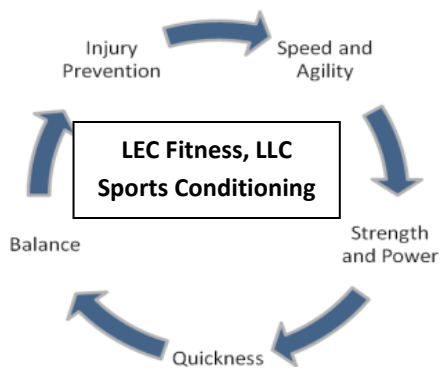 Injury
Prevention
Speed and
Agility
LEC Fitness, LLC
Sports Conditioning
Strength
and Power
Balance
Quickness